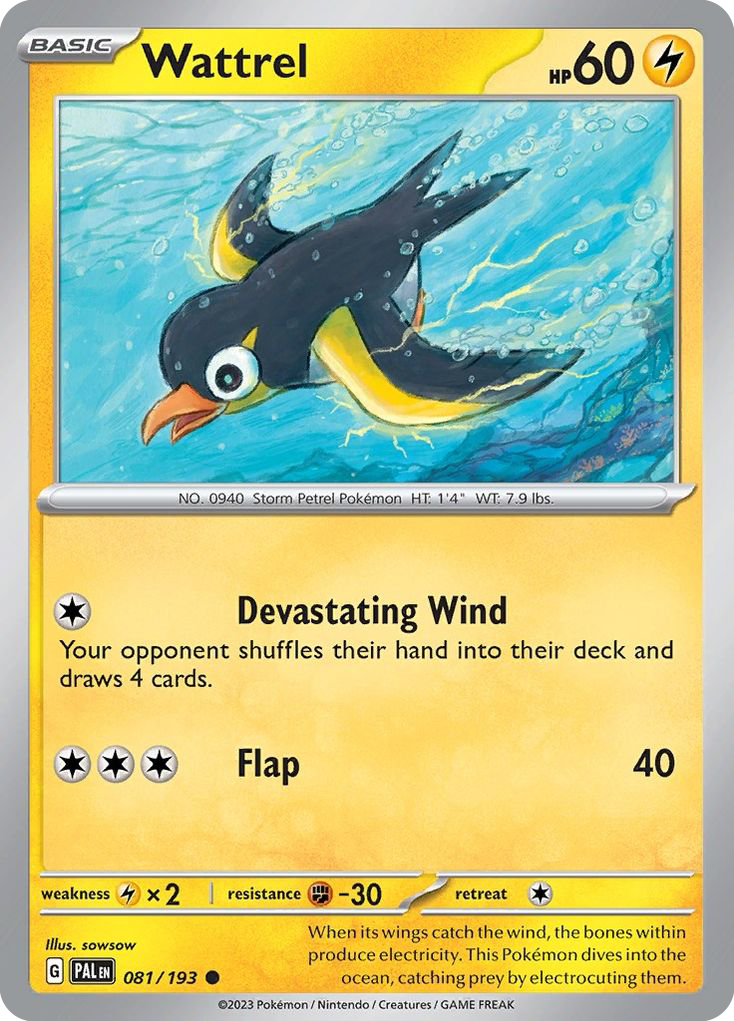 BASIC
Wattrel
HP60
NO. 0940 Storm Petrel Pokémon HT: 1'4" WT: 7.9 lbs.
Devastating Wind
Your opponent shuffles their hand into their deck and
draws 4 cards.
Flap 40
weakness ×2 resistance -30 retreat
Illus. sowsow
When its wings catch the wind, the bones within
produce electricity. This Pokémon dives into the
ocean, catching prey by electrocuting them.
G PAL EN 081/193
©2023 Pokémon / Nintendo / Creatures / GAME FREAK